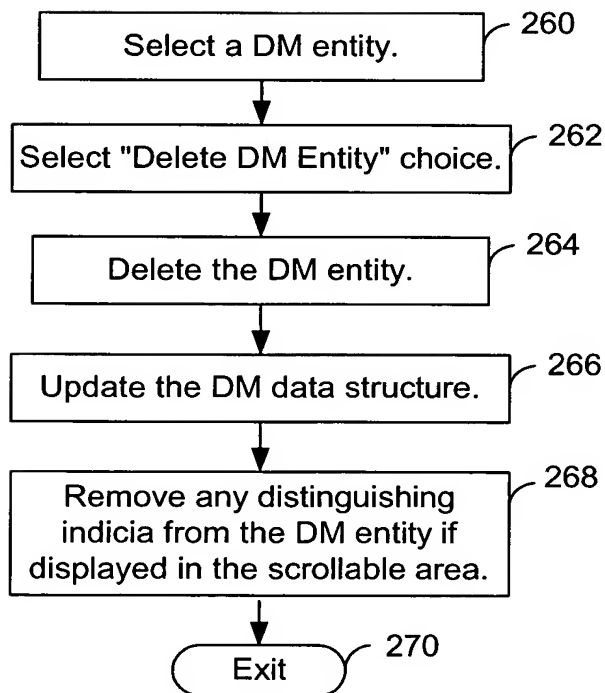 260
Select a DM entity.
262
Select "Delete DM Entity" choice.
264
Delete the DM entity.
266
Update the DM data structure.
268
Remove any distinguishing
indicia from the DM entity if
displayed in the scrollable area.
270
Exit